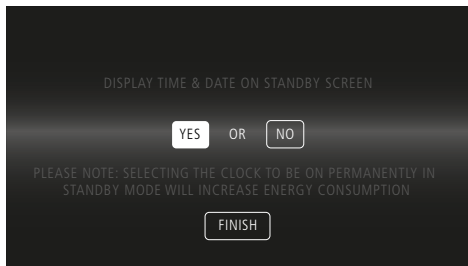 DISPLAY TIME & DATE ON STANDBY SCREEN
YES OR NO
PLEASE NOTE: SELECTING THE CLOCK TO BE ON PERMANENTLY IN
STANDBY MODE WILL INCREASE ENERGY CONSUMPTION
FINISH